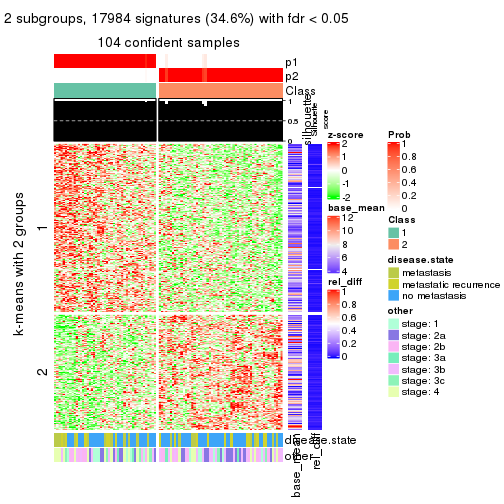 2 subgroups, 17984 signatures (34.6%) with fdr < 0.05
104 confident samples
p1
p2
Class
1
0.5
0
silhouette
Silhouette
score
k-means with 2 groups
1
2
z-score
2
1
0
-1
-2
base_mean
12
10
8
6
4
rel_diff
1
0.8
0.6
0.4
0.2
0
Prob
1
0.8
0.6
0.4
0.2
0
Class
1
2
disease.state
metastasis
metastatic recurrence
no metastasis
other
stage: 1
stage: 2a
stage: 2b
stage: 3a
stage: 3b
stage: 3c
stage: 4
disease.state
other
base_mean
rel_diff